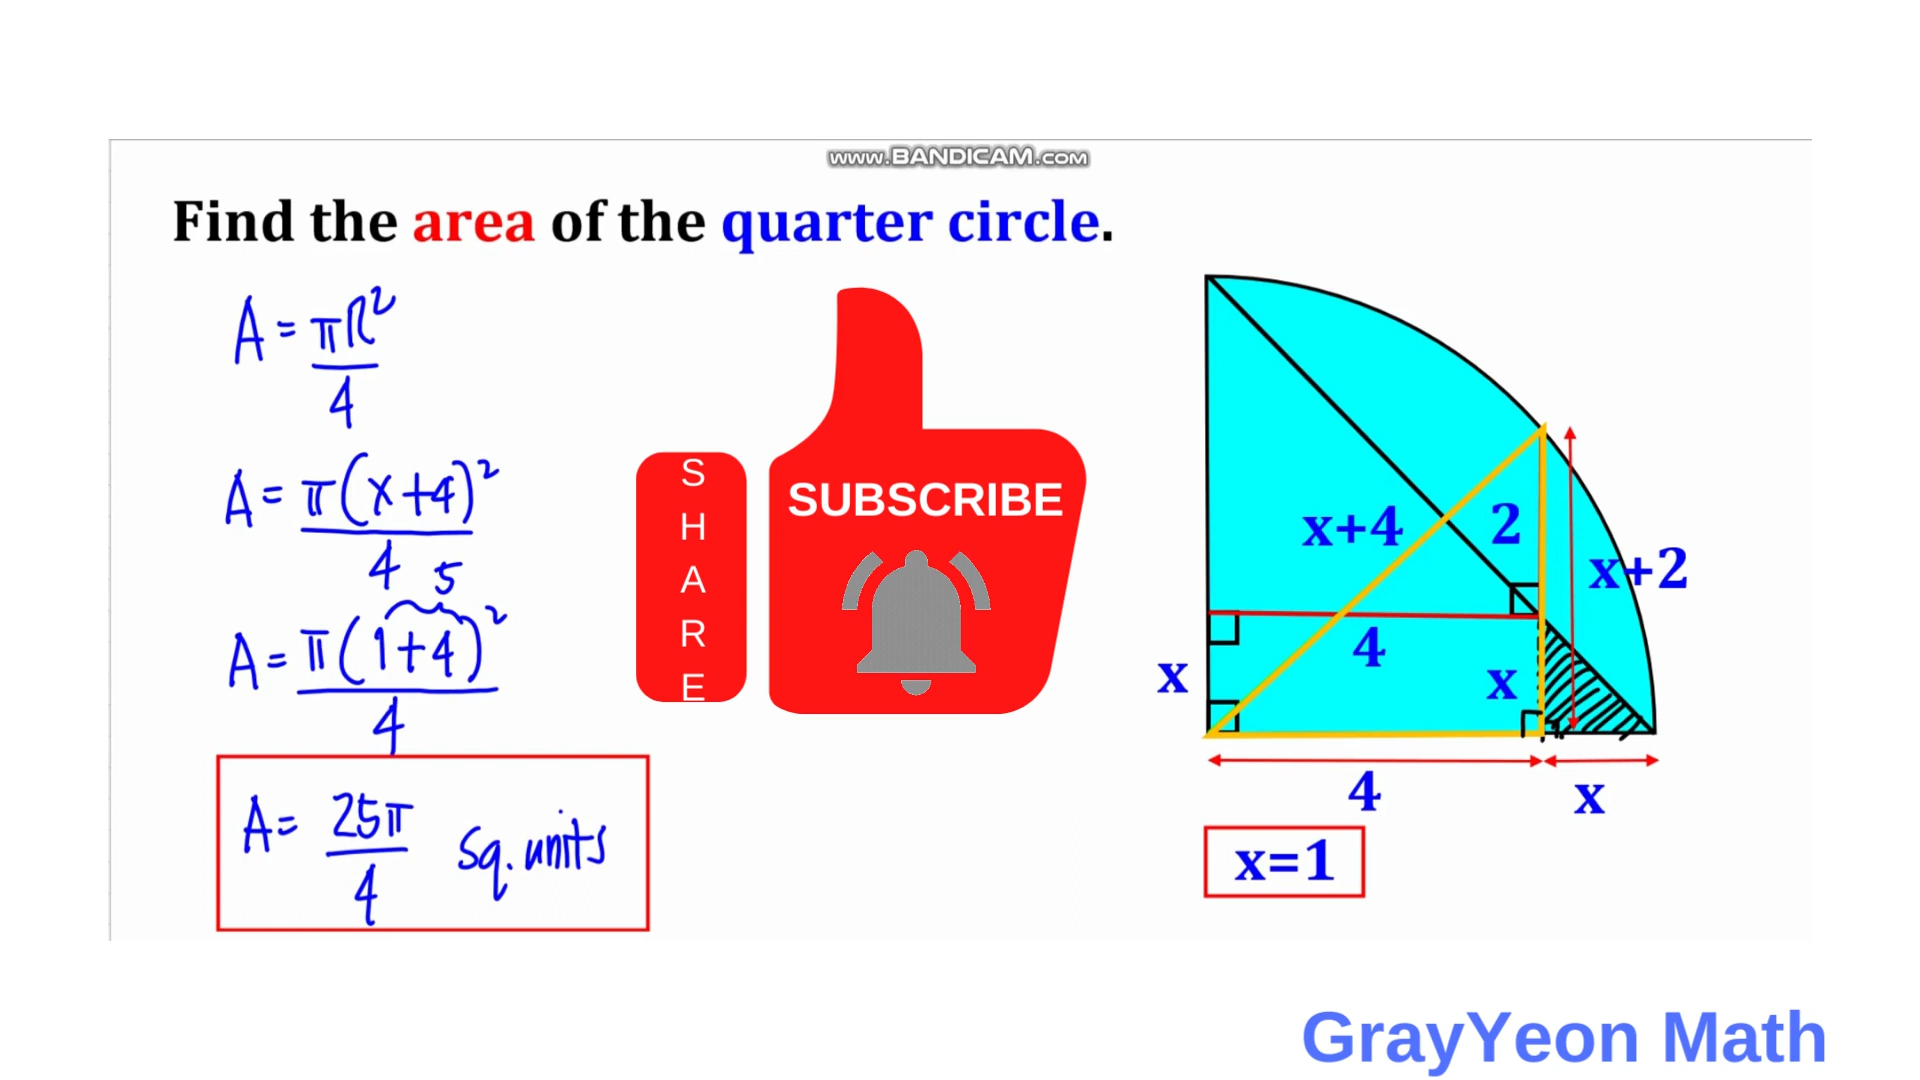 www.BANDICAM.com
Find the area of the quarter circle.
A = πR²/4
A = π(x+4)²/4
5
A = π(1+4)²/4
A = 25π/4 sq. units
SHARE
SUBSCRIBE
x+4
2
x+2
4
x
x
4
x
x=1
GrayYeon Math